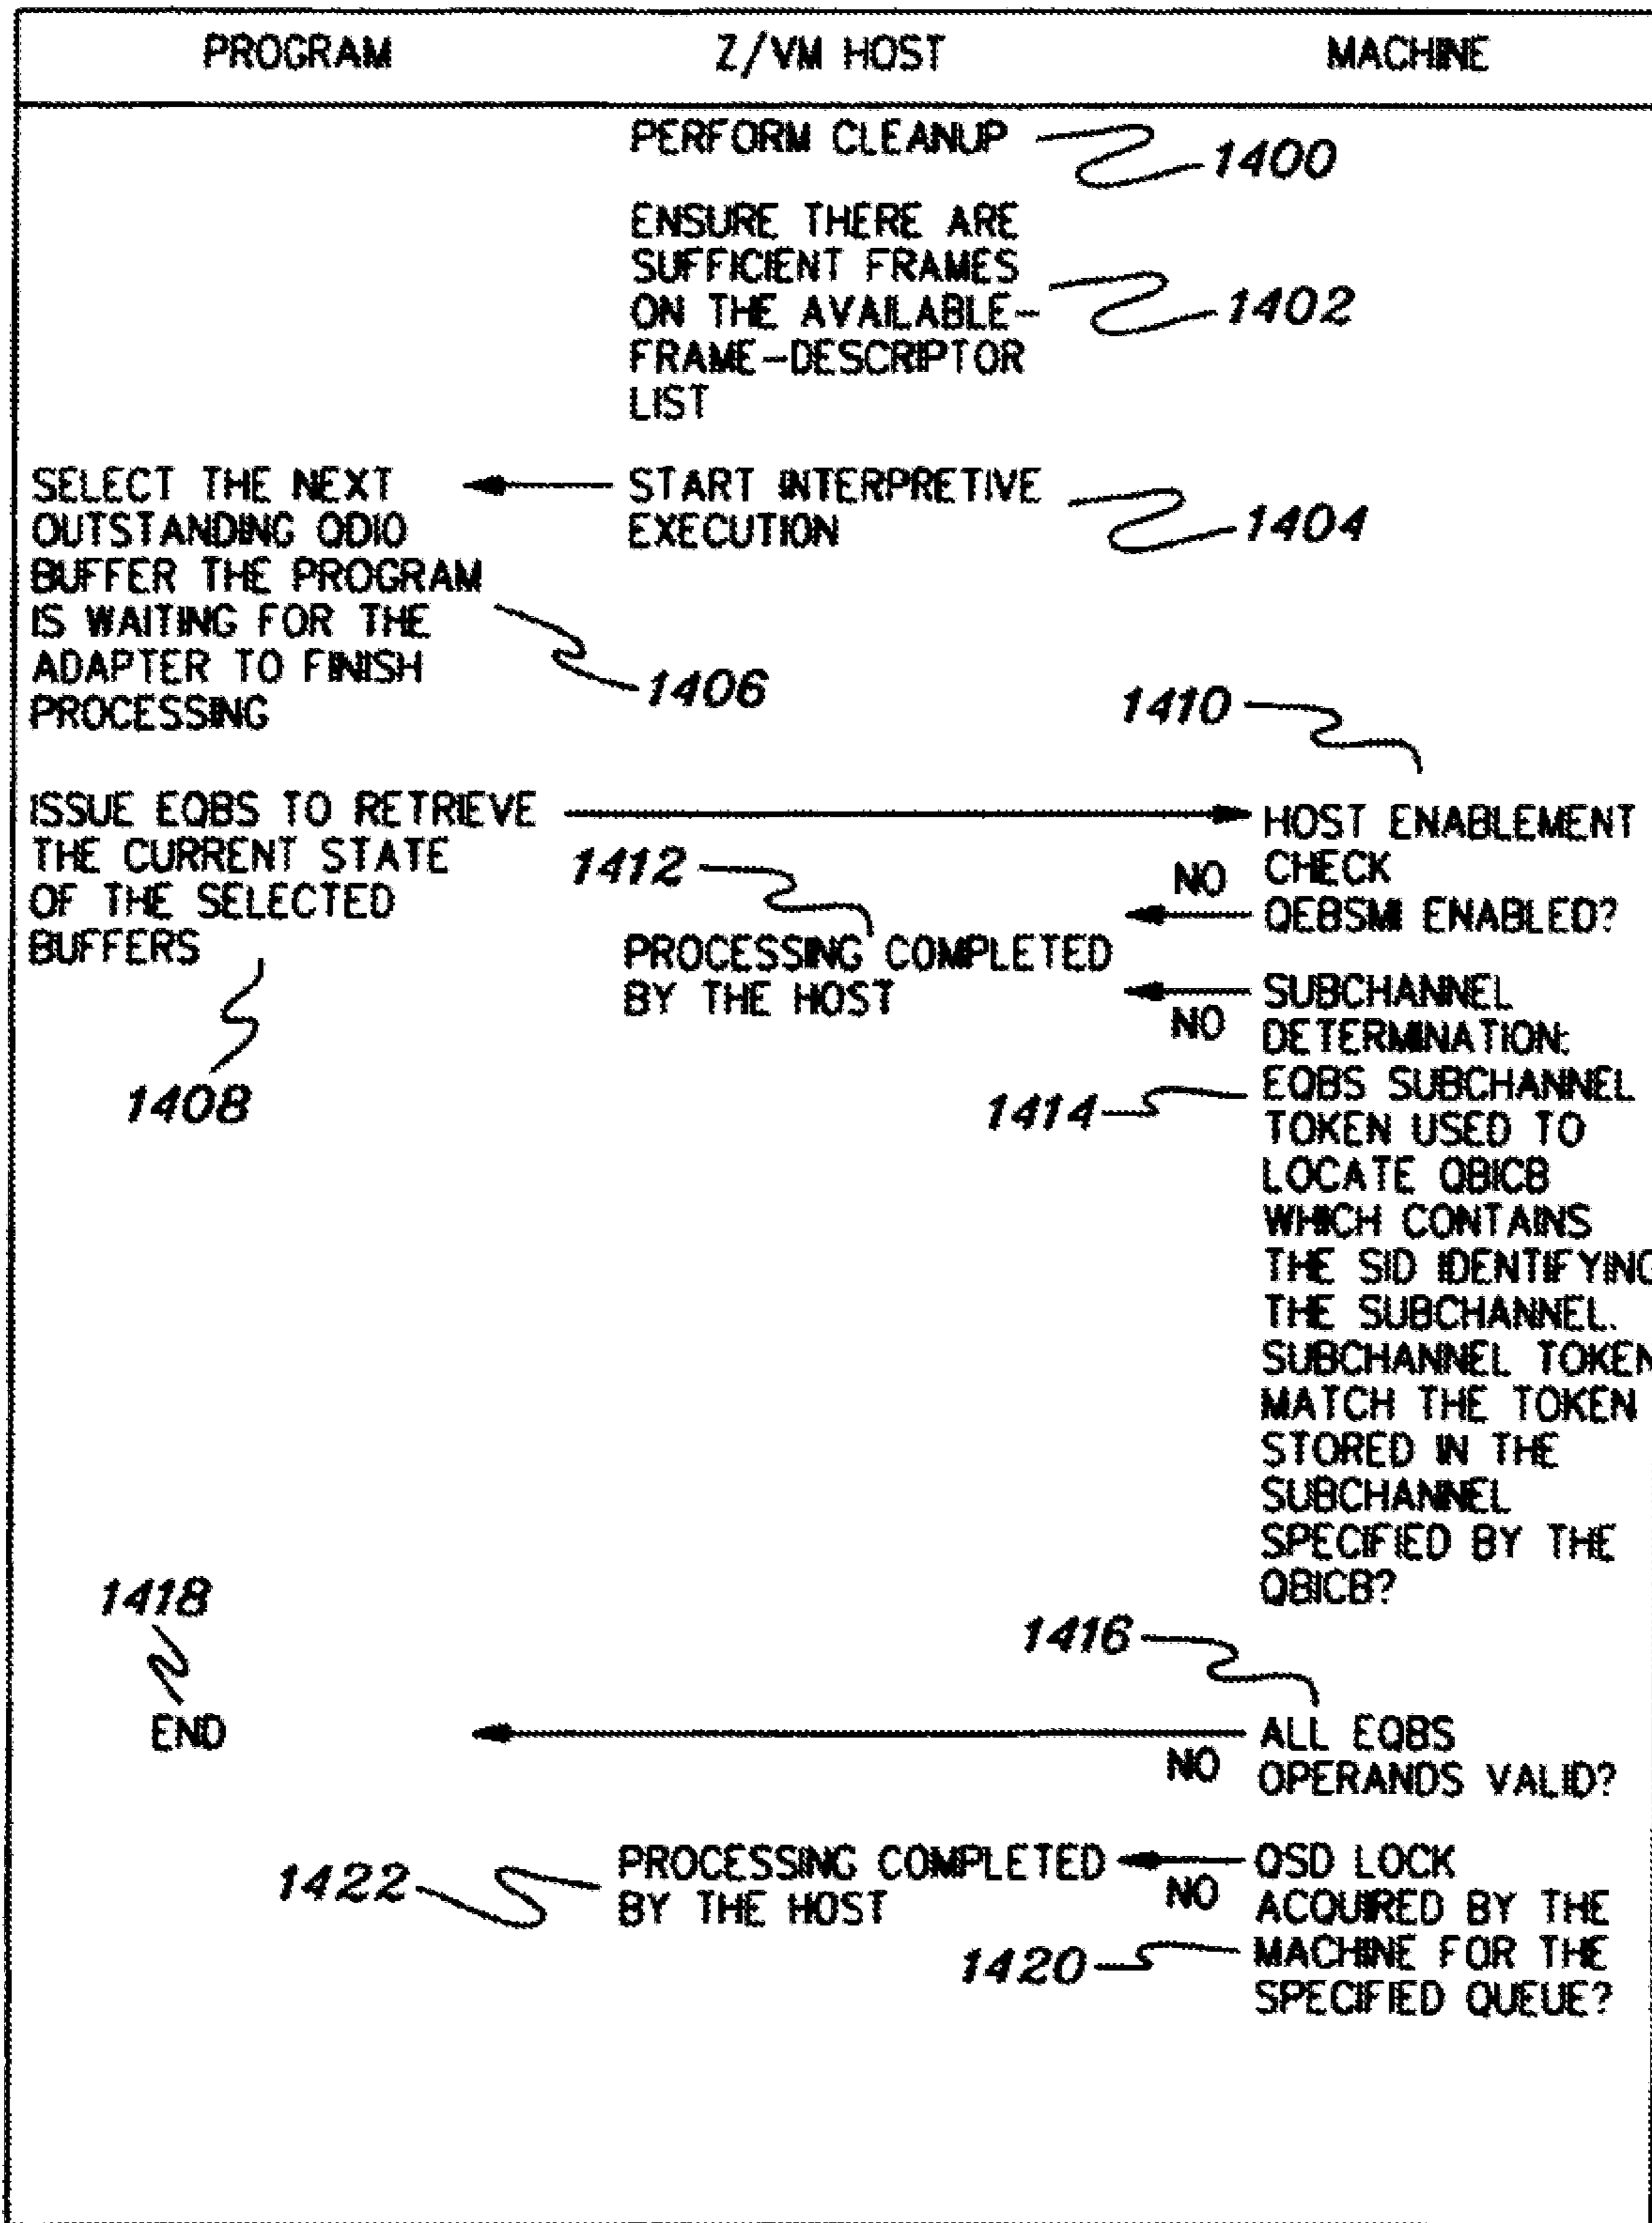 PROGRAM
Z/VM HOST
MACHINE
PERFORM CLEANUP
1400
ENSURE THERE ARE
SUFFICIENT FRAMES
ON THE AVAILABLE-
FRAME-DESCRIPTOR
LIST
1402
SELECT THE NEXT
OUTSTANDING QDIO
BUFFER THE PROGRAM
IS WAITING FOR THE
ADAPTER TO FINISH
PROCESSING
START INTERPRETIVE
EXECUTION
1404
1406
1410
ISSUE EQBS TO RETRIEVE
THE CURRENT STATE
OF THE SELECTED
BUFFERS
1408
HOST ENABLEMENT
CHECK
QEBSMI ENABLED?
NO
1412
PROCESSING COMPLETED
BY THE HOST
NO
SUBCHANNEL
DETERMINATION:
EQBS SUBCHANNEL
TOKEN USED TO
LOCATE QBICB
WHICH CONTAINS
THE SID IDENTIFYING
THE SUBCHANNEL.
SUBCHANNEL TOKEN
MATCH THE TOKEN
STORED IN THE
SUBCHANNEL
SPECIFIED BY THE
QBICB?
1414
1418
END
1416
ALL EQBS
OPERANDS VALID?
NO
1422
PROCESSING COMPLETED
BY THE HOST
NO
QSD LOCK
ACQUIRED BY THE
MACHINE FOR THE
SPECIFIED QUEUE?
1420